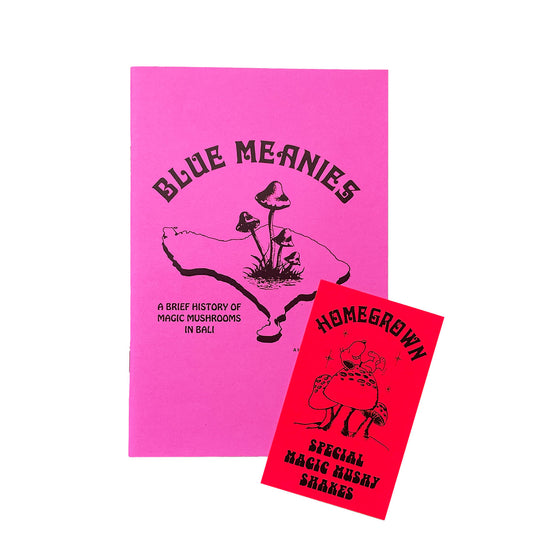 BLUE MEANIES
A BRIEF HISTORY OF
MAGIC MUSHROOMS
IN BALI
HOMEGROWN
SPECIAL
MAGIC MUSHY
SHAKES